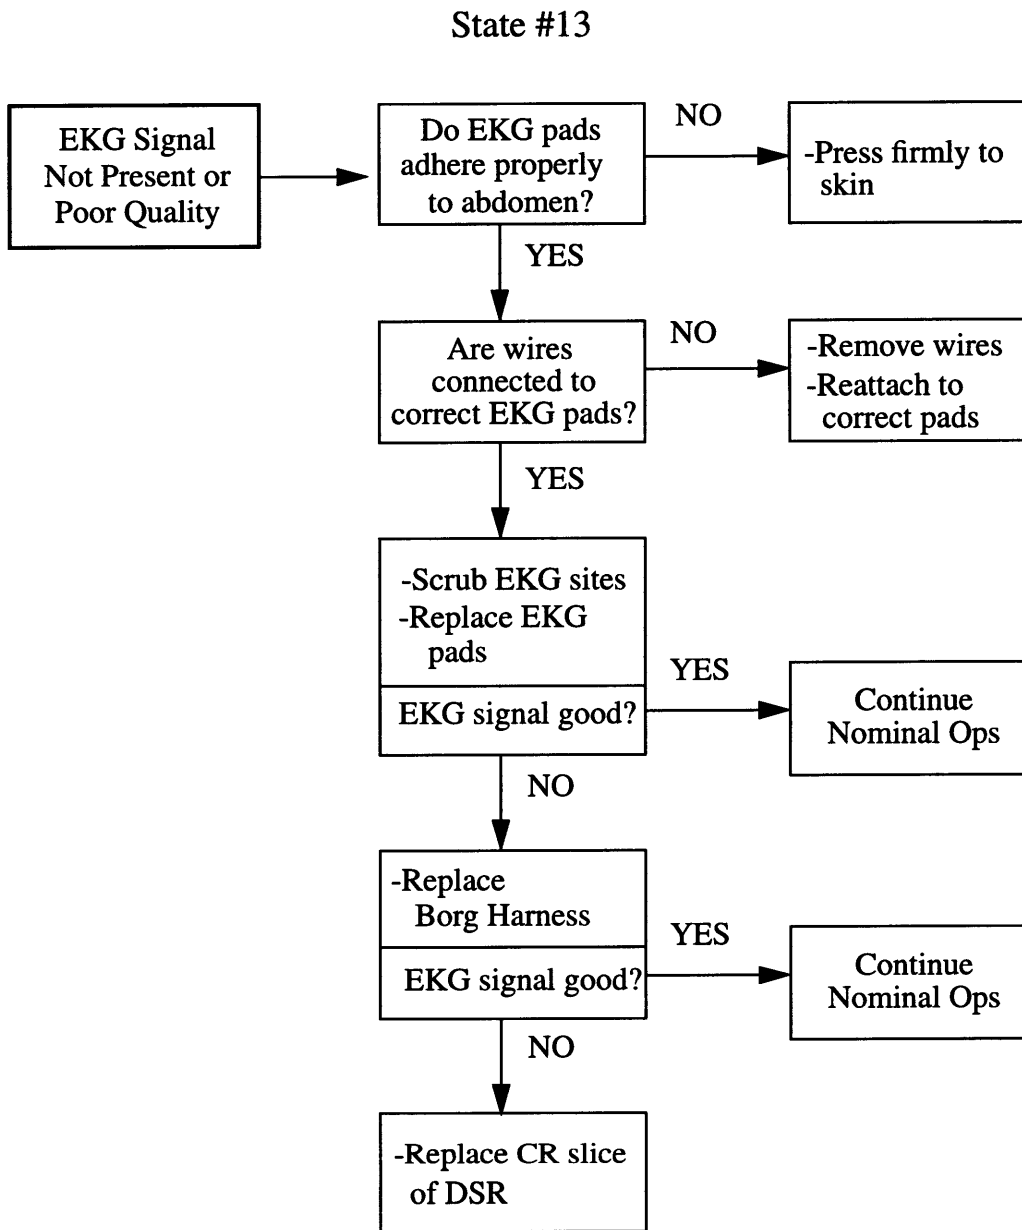 State #13
EKG Signal
Not Present or
Poor Quality
Do EKG pads
adhere properly
to abdomen?
NO
-Press firmly to
skin
YES
Are wires
connected to
correct EKG pads?
NO
-Remove wires
-Reattach to
correct pads
YES
-Scrub EKG sites
-Replace EKG
pads
EKG signal good?
YES
Continue
Nominal Ops
NO
-Replace
Borg Harness
EKG signal good?
YES
Continue
Nominal Ops
NO
-Replace CR slice
of DSR